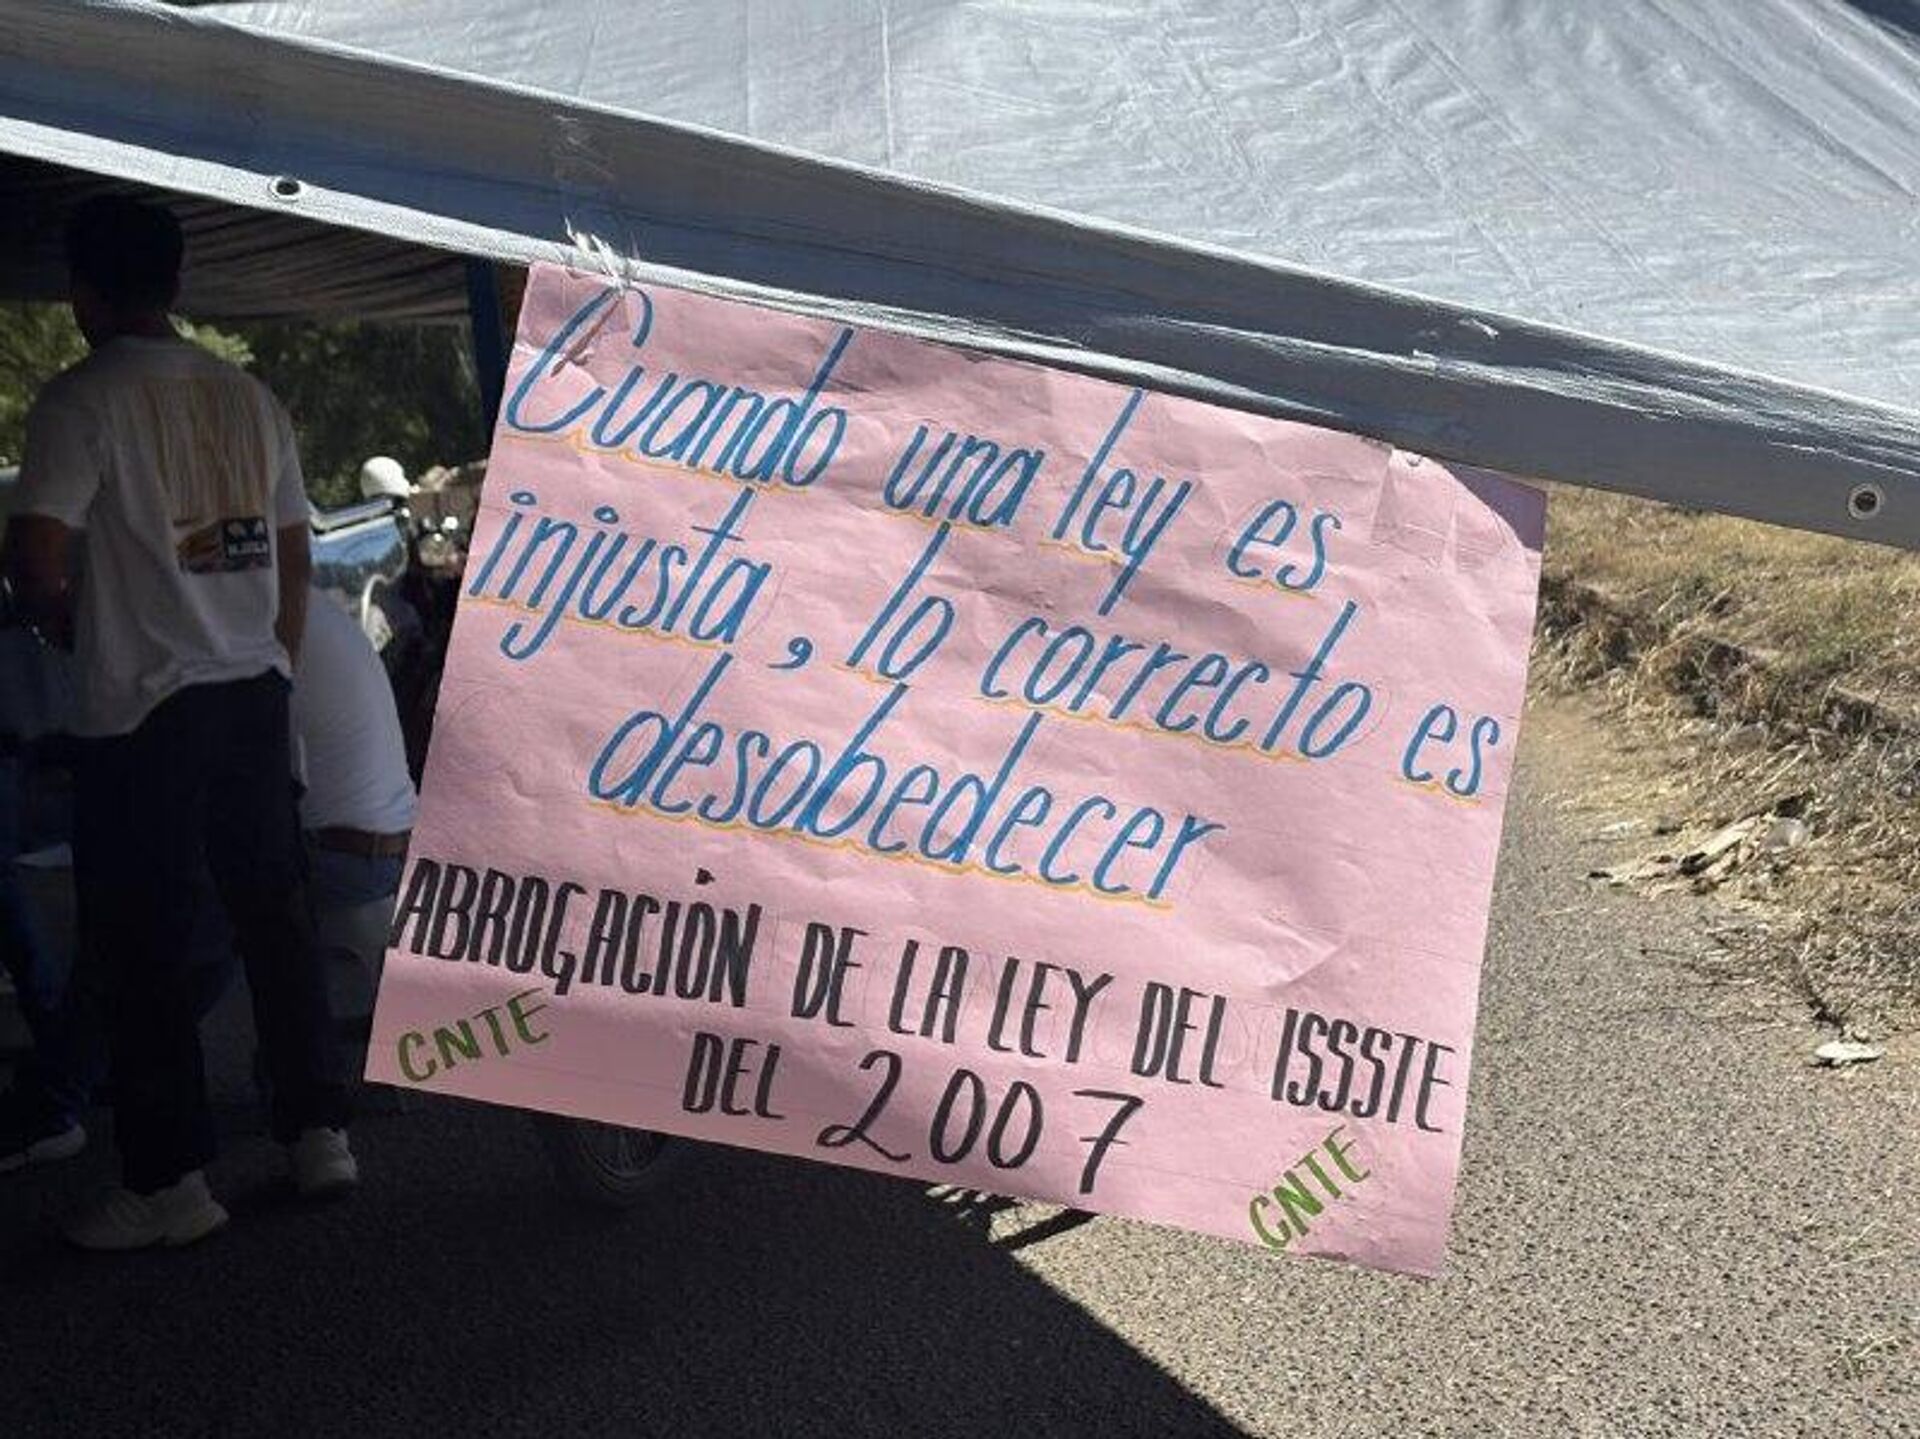 Cuando una ley es
injusta, lo correcto es
desobedecer
ABROGACIÓN DE LA LEY DEL ISSSTE
DEL 2007
CNTE
CNTE